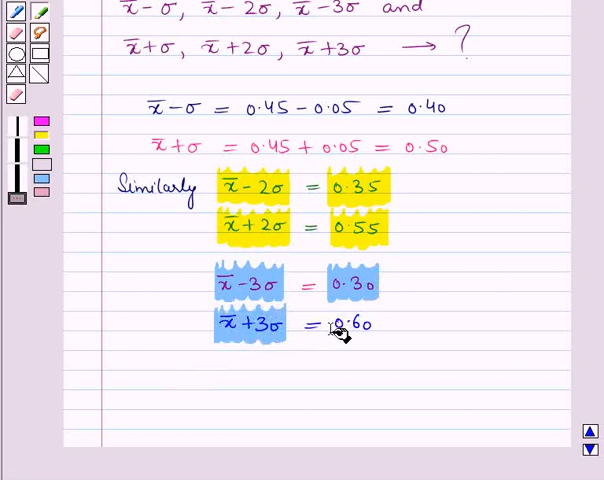 x̄-σ, x̄-2σ, x̄-3σ and
x̄+σ, x̄+2σ, x̄+3σ → ?
x̄-σ = 0.45-0.05 = 0.40
x̄+σ = 0.45+0.05 = 0.50
Similarly x̄-2σ = 0.35
x̄+2σ = 0.55
x̄-3σ = 0.30
x̄+3σ = 0.60